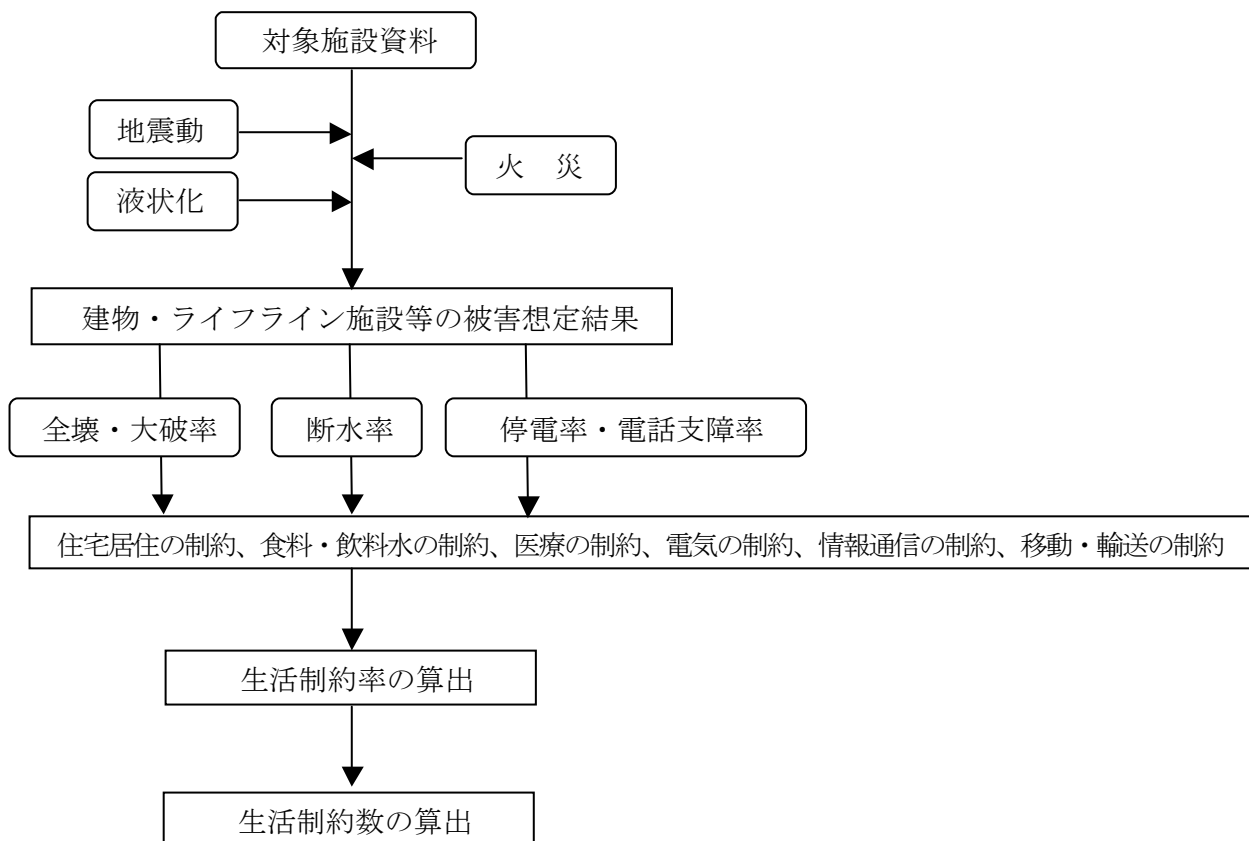 対象施設資料
地震動
火　災
液状化
建物・ライフライン施設等の被害想定結果
全壊・大破率
断水率
停電率・電話支障率
住宅居住の制約、食料・飲料水の制約、医療の制約、電気の制約、情報通信の制約、移動・輸送の制約
生活制約率の算出
生活制約数の算出